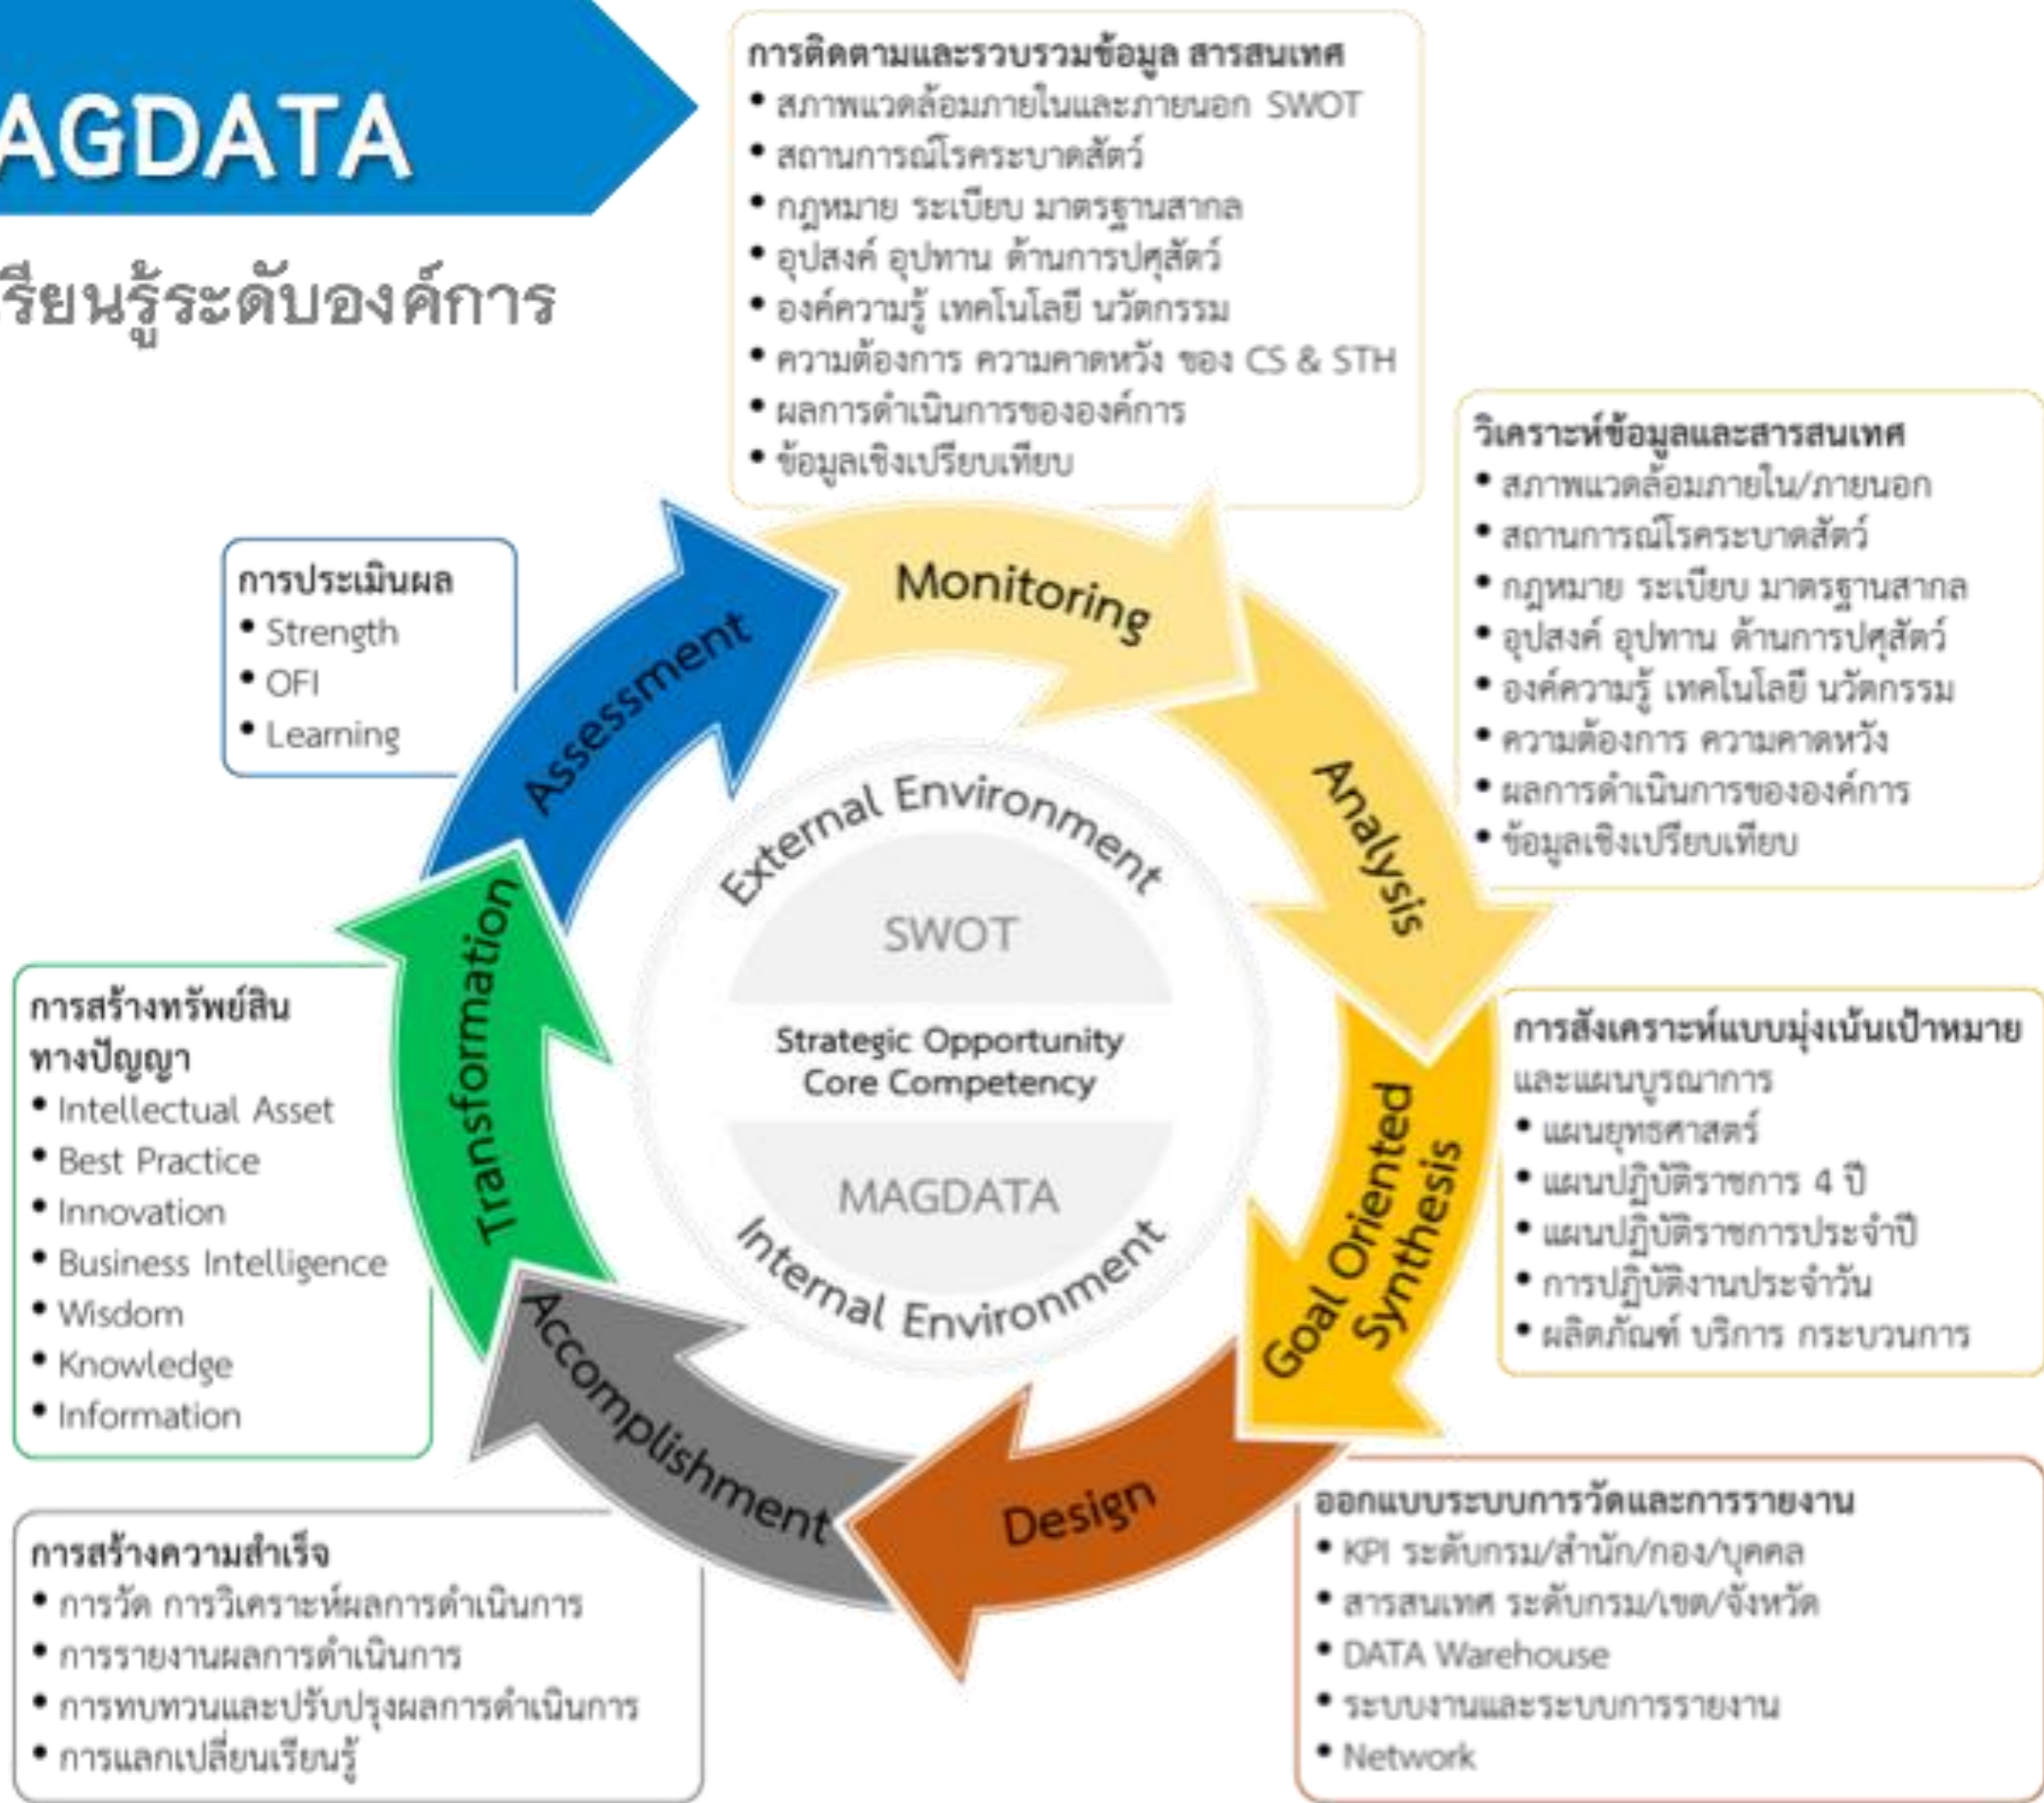 AGDATA
รียนรู้ระดับองค์การ
การติดตามและรวบรวมข้อมูล สารสนเทศ
• สภาพแวดล้อมภายในและภายนอก SWOT
• สถานการณ์โรคระบาดสัตว์
• กฎหมาย ระเบียบ มาตรฐานสากล
• อุปสงค์ อุปทาน ด้านการปศุสัตว์
• องค์ความรู้ เทคโนโลยี นวัตกรรม
• ความต้องการ ความคาดหวัง ของ CS & STH
• ผลการดำเนินการขององค์การ
• ข้อมูลเชิงเปรียบเทียบ
วิเคราะห์ข้อมูลและสารสนเทศ
• สภาพแวดล้อมภายใน/ภายนอก
• สถานการณ์โรคระบาดสัตว์
• กฎหมาย ระเบียบ มาตรฐานสากล
• อุปสงค์ อุปทาน ด้านการปศุสัตว์
• องค์ความรู้ เทคโนโลยี นวัตกรรม
• ความต้องการ ความคาดหวัง
• ผลการดำเนินการขององค์การ
• ข้อมูลเชิงเปรียบเทียบ
การประเมินผล
• Strength
• OFI
• Learning
Monitoring
Analysis
Goal Oriented
Synthesis
Design
Accomplishment
Transformation
Assessment
External Environment
SWOT
Strategic Opportunity
Core Competency
MAGDATA
Internal Environment
การสร้างทรัพย์สิน
ทางปัญญา
• Intellectual Asset
• Best Practice
• Innovation
• Business Intelligence
• Wisdom
• Knowledge
• Information
การสังเคราะห์แบบมุ่งเน้นเป้าหมาย
และแผนบูรณาการ
• แผนยุทธศาสตร์
• แผนปฏิบัติราชการ 4 ปี
• แผนปฏิบัติราชการประจำปี
• การปฏิบัติงานประจำวัน
• ผลิตภัณฑ์ บริการ กระบวนการ
การสร้างความสำเร็จ
• การวัด การวิเคราะห์ผลการดำเนินการ
• การรายงานผลการดำเนินการ
• การทบทวนและปรับปรุงผลการดำเนินการ
• การแลกเปลี่ยนเรียนรู้
ออกแบบระบบการวัดและการรายงาน
• KPI ระดับกรม/สำนัก/กอง/บุคคล
• สารสนเทศ ระดับกรม/เขต/จังหวัด
• DATA Warehouse
• ระบบงานและระบบการรายงาน
• Network